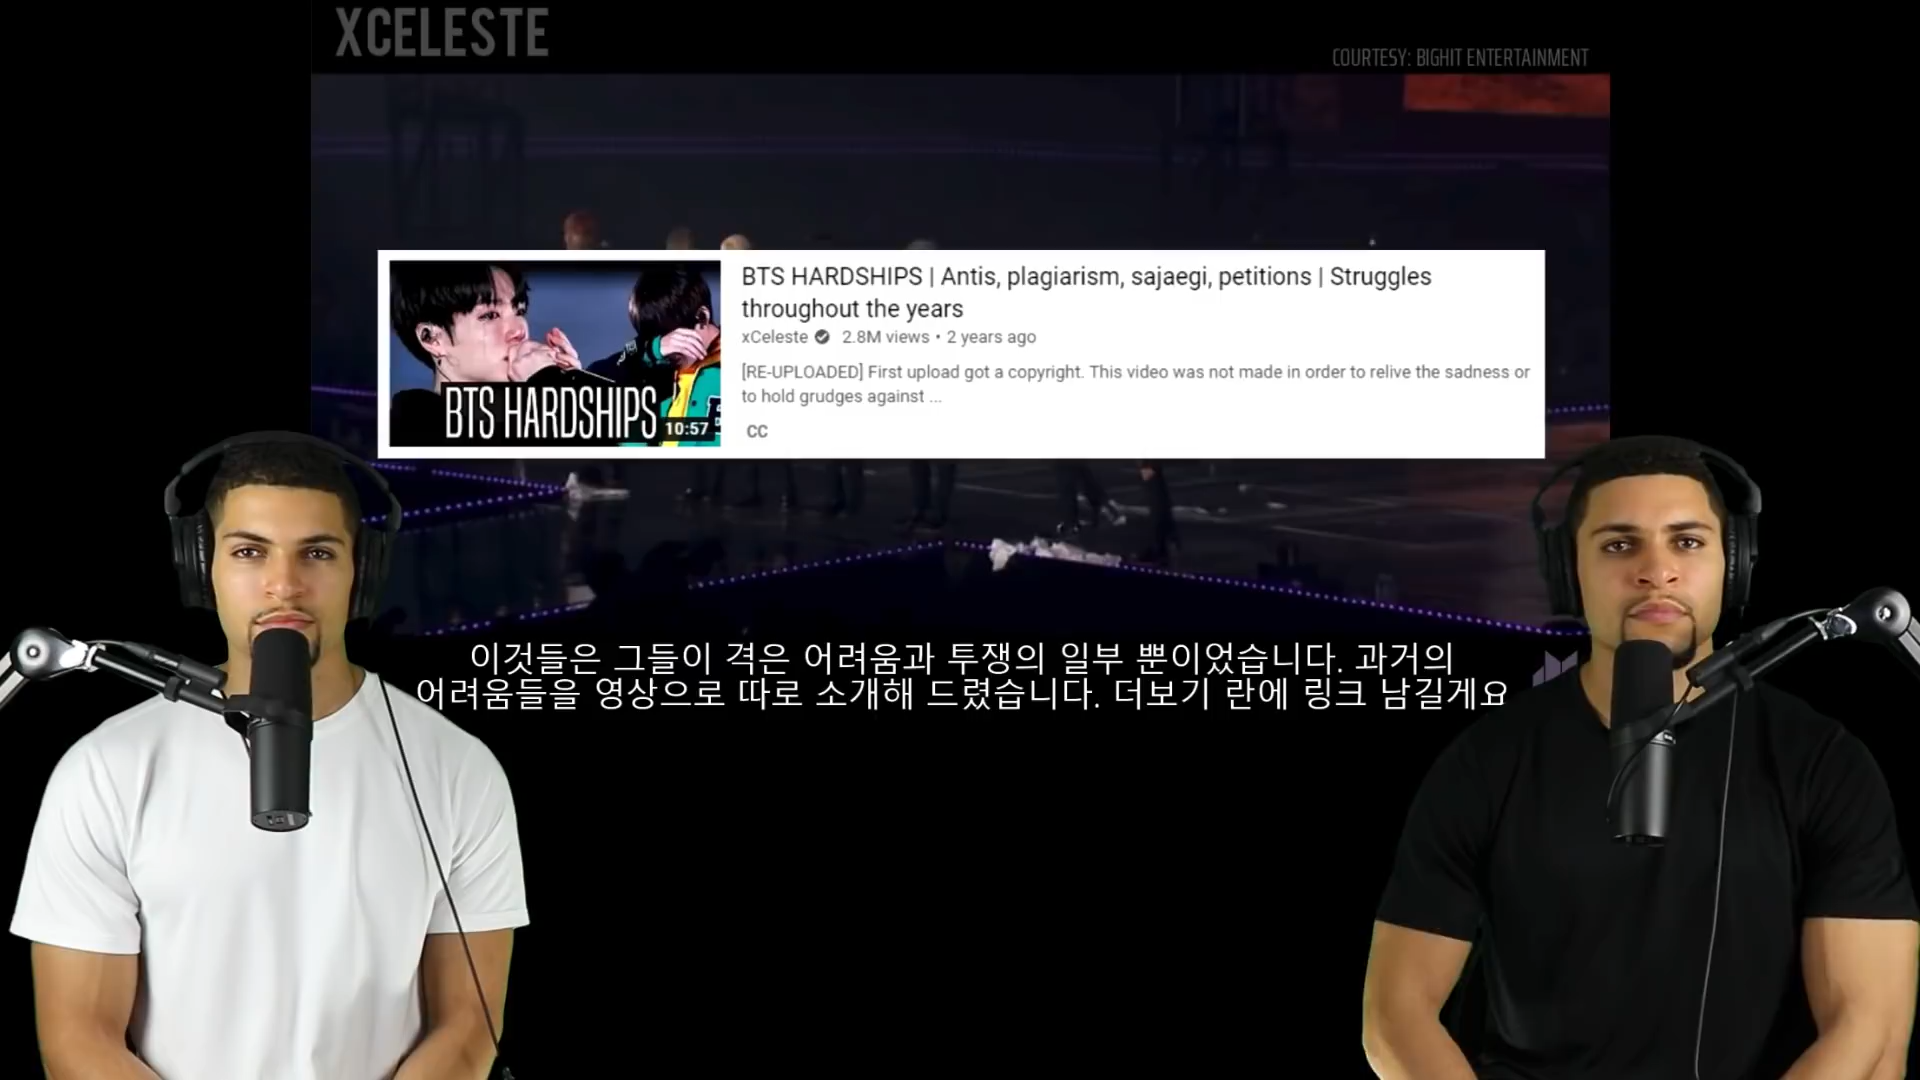 XCELESTE
COURTESY: BIGHIT ENTERTAINMENT
BTS HARDSHIPS | Antis, plagiarism, sajaegi, petitions | Struggles
throughout the years
xCeleste 2.8M views • 2 years ago
[RE-UPLOADED] First upload got a copyright. This video was not made in order to relive the sadness or
to hold grudges against ...
CC
BTS HARDSHIPS
10:57
이것들은 그들이 격은 어려움과 투쟁의 일부 뿐이었습니다. 과거의
어려움들을 영상으로 따로 소개해 드렸습니다. 더보기 란에 링크 남길게요